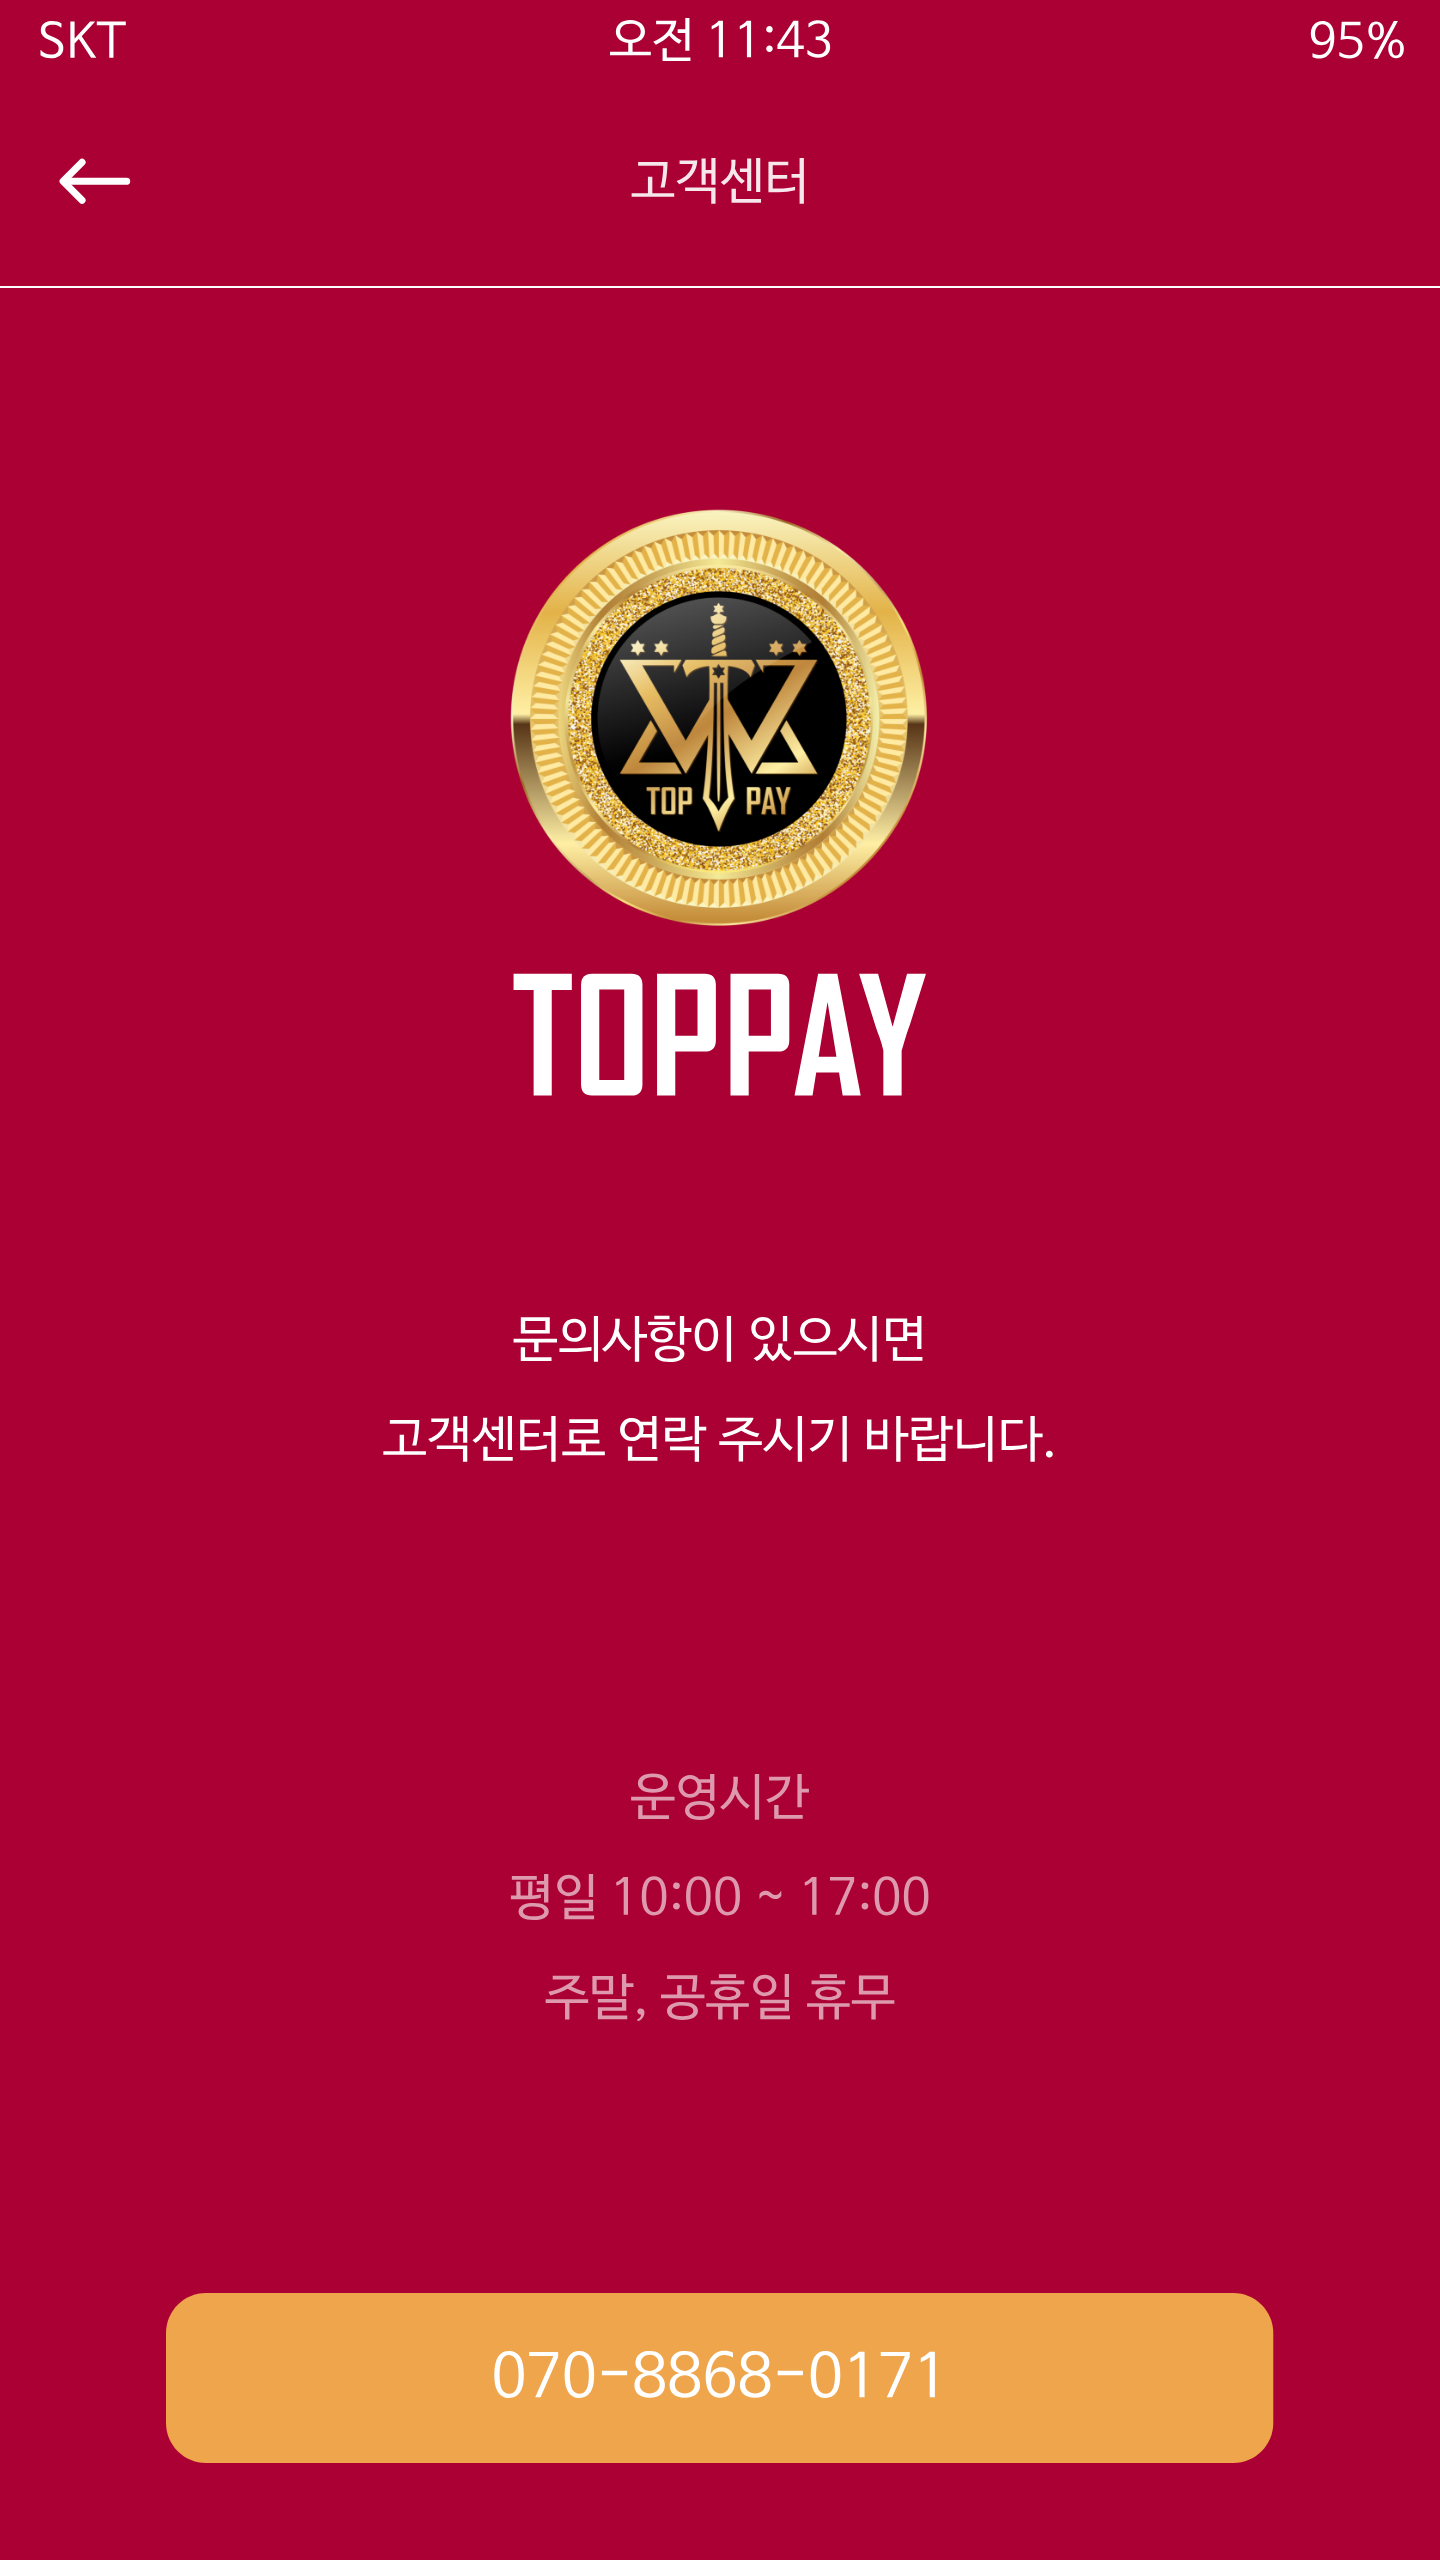 SKT 오전 11:43 95%
고객센터
TOP PAY
TOPPAY
문의사항이 있으시면
고객센터로 연락 주시기 바랍니다.
운영시간
평일 10:00 ~ 17:00
주말, 공휴일 휴무
070-8868-0171